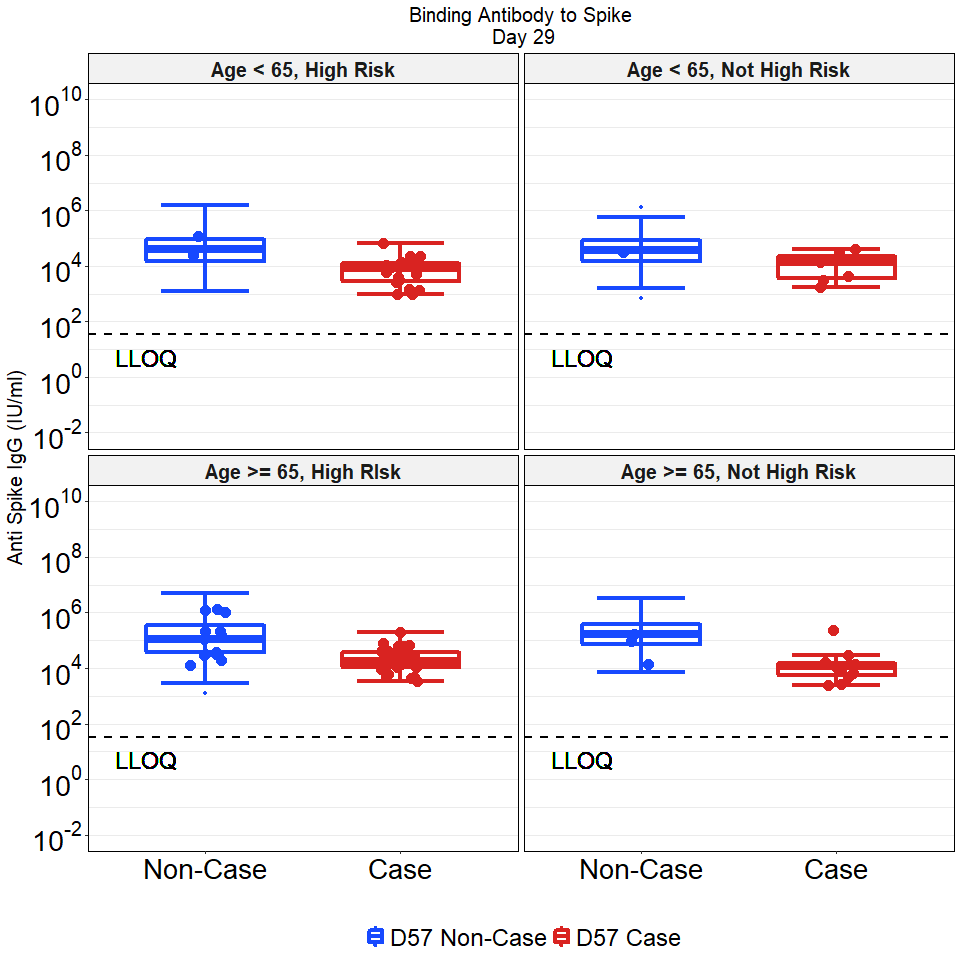 Binding Antibody to Spike
Day 29
Age < 65, High Risk
Age < 65, Not High Risk
10^10
10^8
10^6
10^4
10^2
10^0
10^-2
LLOQ
LLOQ
Anti Spike IgG (IU/ml)
Age >= 65, High RIsk
Age >= 65, Not High Risk
10^10
10^8
10^6
10^4
10^2
10^0
10^-2
LLOQ
LLOQ
Non-Case Case Non-Case Case
D57 Non-Case D57 Case